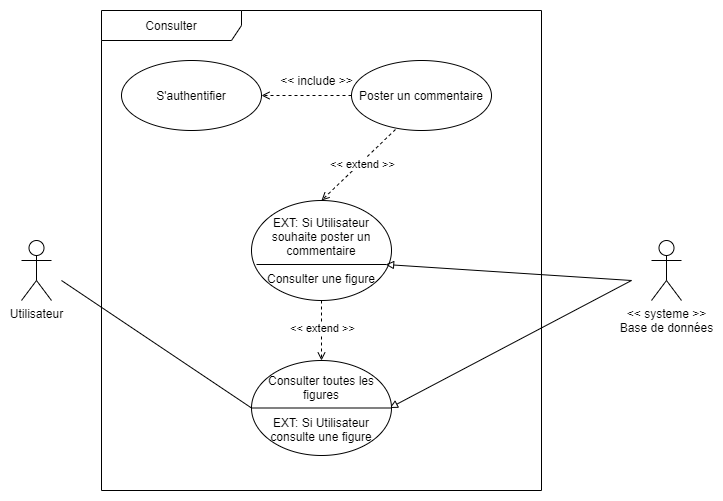 Consulter
<< include >>
S'authentifier
Poster un commentaire
<< extend >>
EXT: Si Utilisateur
souhaite poster un
commentaire
Consulter une figure
Utilisateur
<< systeme >>
Base de données
<< extend >>
Consulter toutes les
figures
EXT: Si Utilisateur
consulte une figure